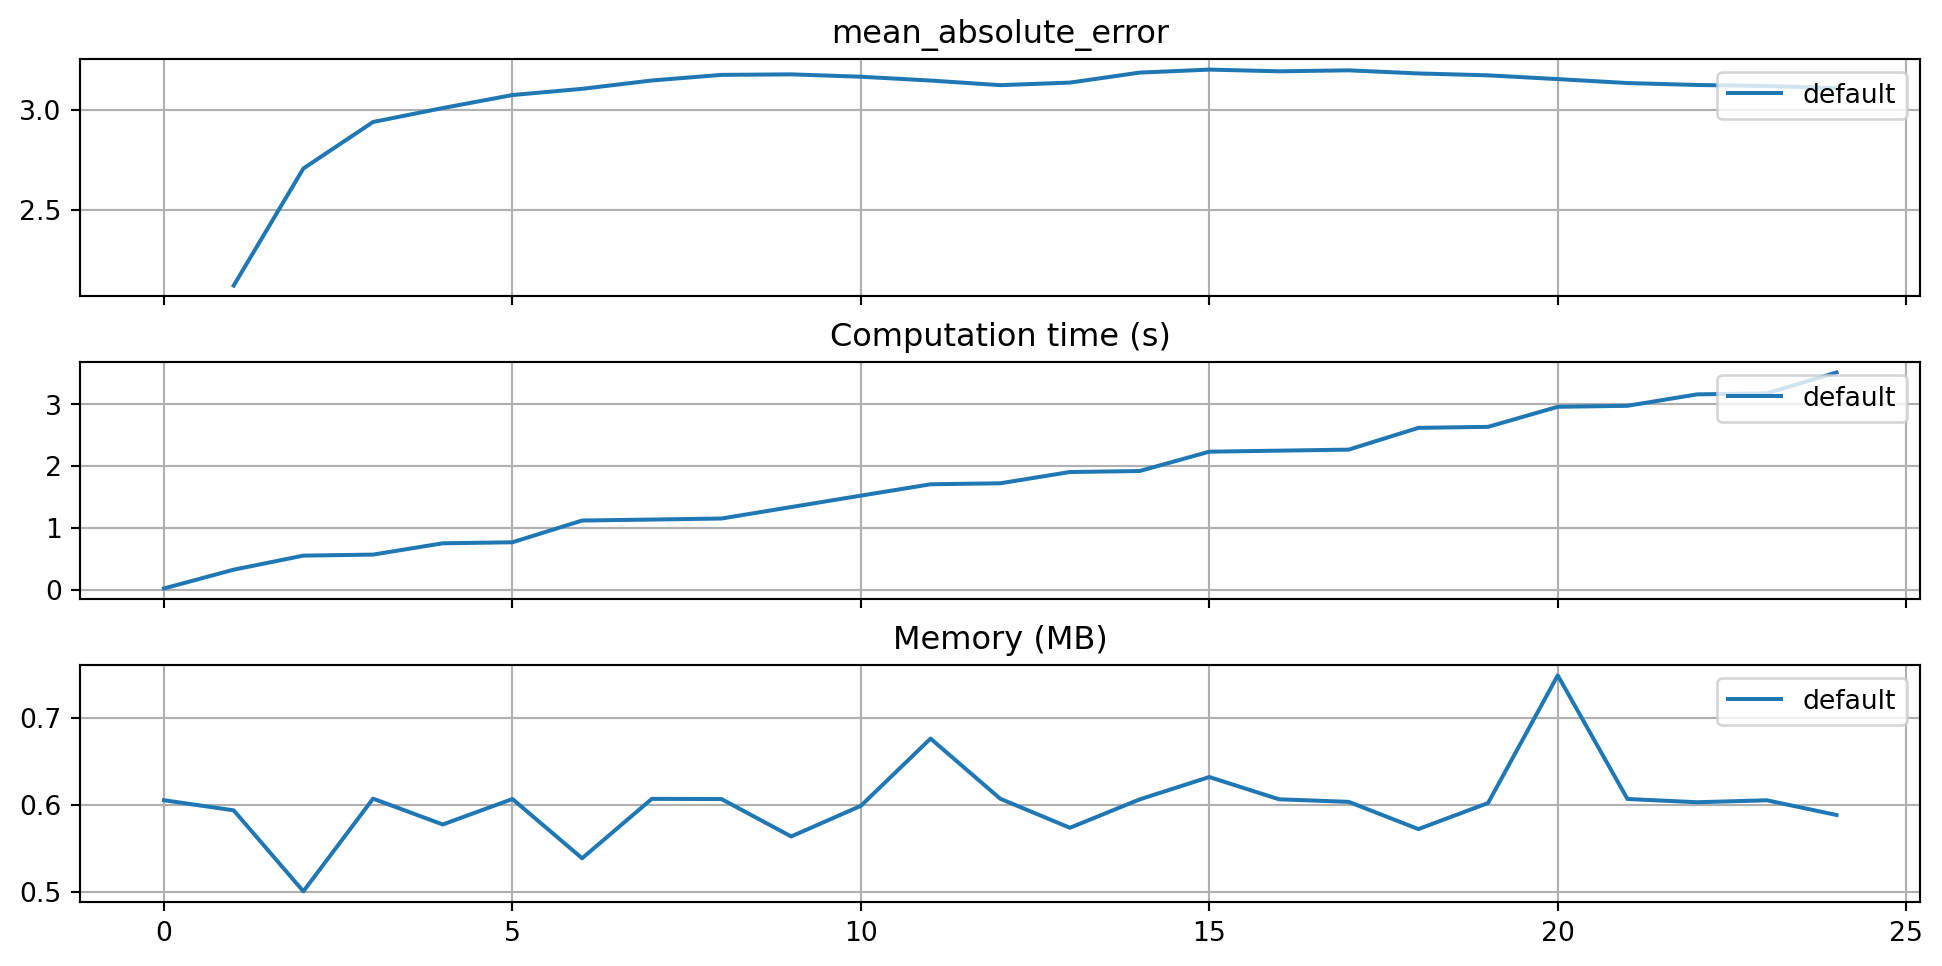 mean_absolute_error
3.0
2.5
default
Computation time (s)
3
2
1
0
default
Memory (MB)
0.7
0.6
0.5
default
0 5 10 15 20 25